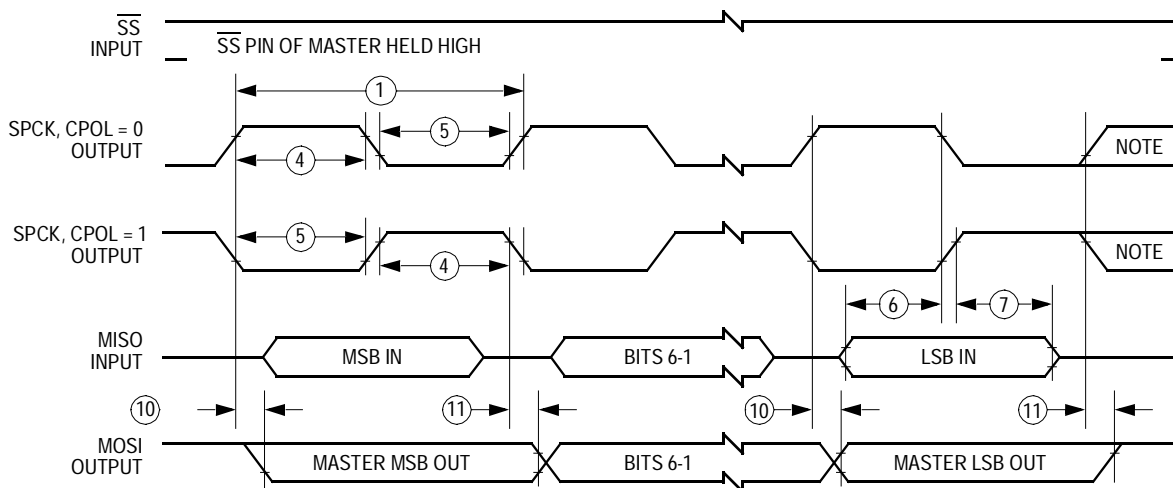 SS
INPUT
SS PIN OF MASTER HELD HIGH
1
SPCK, CPOL = 0
OUTPUT
5
4
NOTE
SPCK, CPOL = 1
OUTPUT
5
4
NOTE
6
7
MISO
INPUT
MSB IN
BITS 6-1
LSB IN
10
11
10
11
MOSI
OUTPUT
MASTER MSB OUT
BITS 6-1
MASTER LSB OUT